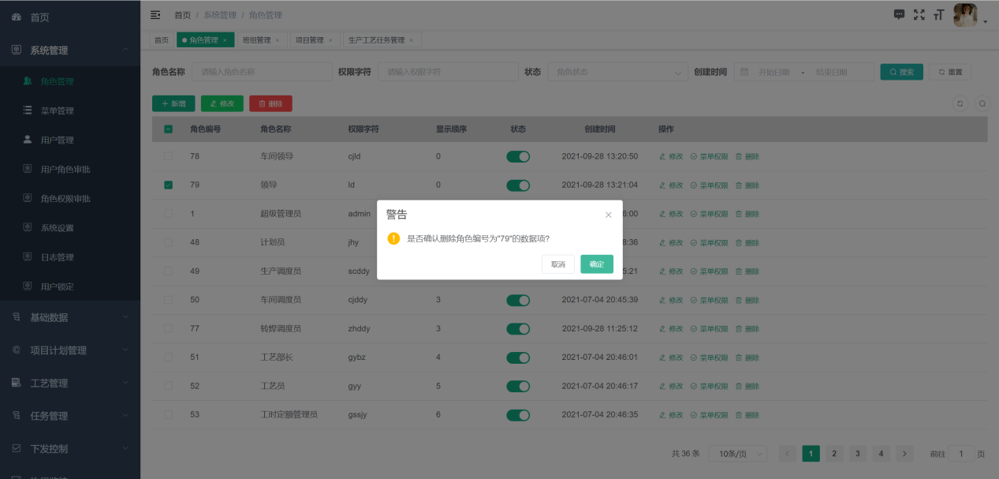 首页
系统管理
角色管理
菜单管理
用户管理
用户角色审批
角色权限审批
系统设置
日志管理
用户锁定
基础数据
项目计划管理
工艺管理
任务管理
下发控制
首页 / 系统管理 / 角色管理
首页 角色管理 × 班组管理 × 项目管理 × 生产工艺任务管理 ×
角色名称 请输入角色名称 权限字符 请输入权限字符 状态 角色状态 创建时间 开始日期 - 结束日期 搜索 重置
+ 新增 修改 删除
角色编号 角色名称 权限字符 显示顺序 状态 创建时间 操作
78 车间领导 cjld 0 2021-09-28 13:20:50 修改 菜单权限 删除
79 领导 ld 0 2021-09-28 13:21:04 修改 菜单权限 删除
1 超级管理员 admin 6:00 修改 菜单权限 删除
48 计划员 jhy 8:36 修改 菜单权限 删除
49 生产调度员 scddy 5:21 修改 菜单权限 删除
50 车间调度员 cjddy 3 2021-07-04 20:45:39 修改 菜单权限 删除
77 转焊调度员 zhddy 3 2021-09-28 11:25:12 修改 菜单权限 删除
51 工艺部长 gybz 4 2021-07-04 20:46:01 修改 菜单权限 删除
52 工艺员 gyy 5 2021-07-04 20:46:17 修改 菜单权限 删除
53 工时定额管理员 gssjy 6 2021-07-04 20:46:35 修改 菜单权限 删除
警告
是否确认删除角色编号为"79"的数据项?
取消 确定
共 36 条 10条/页 1 2 3 4 前往 1 页